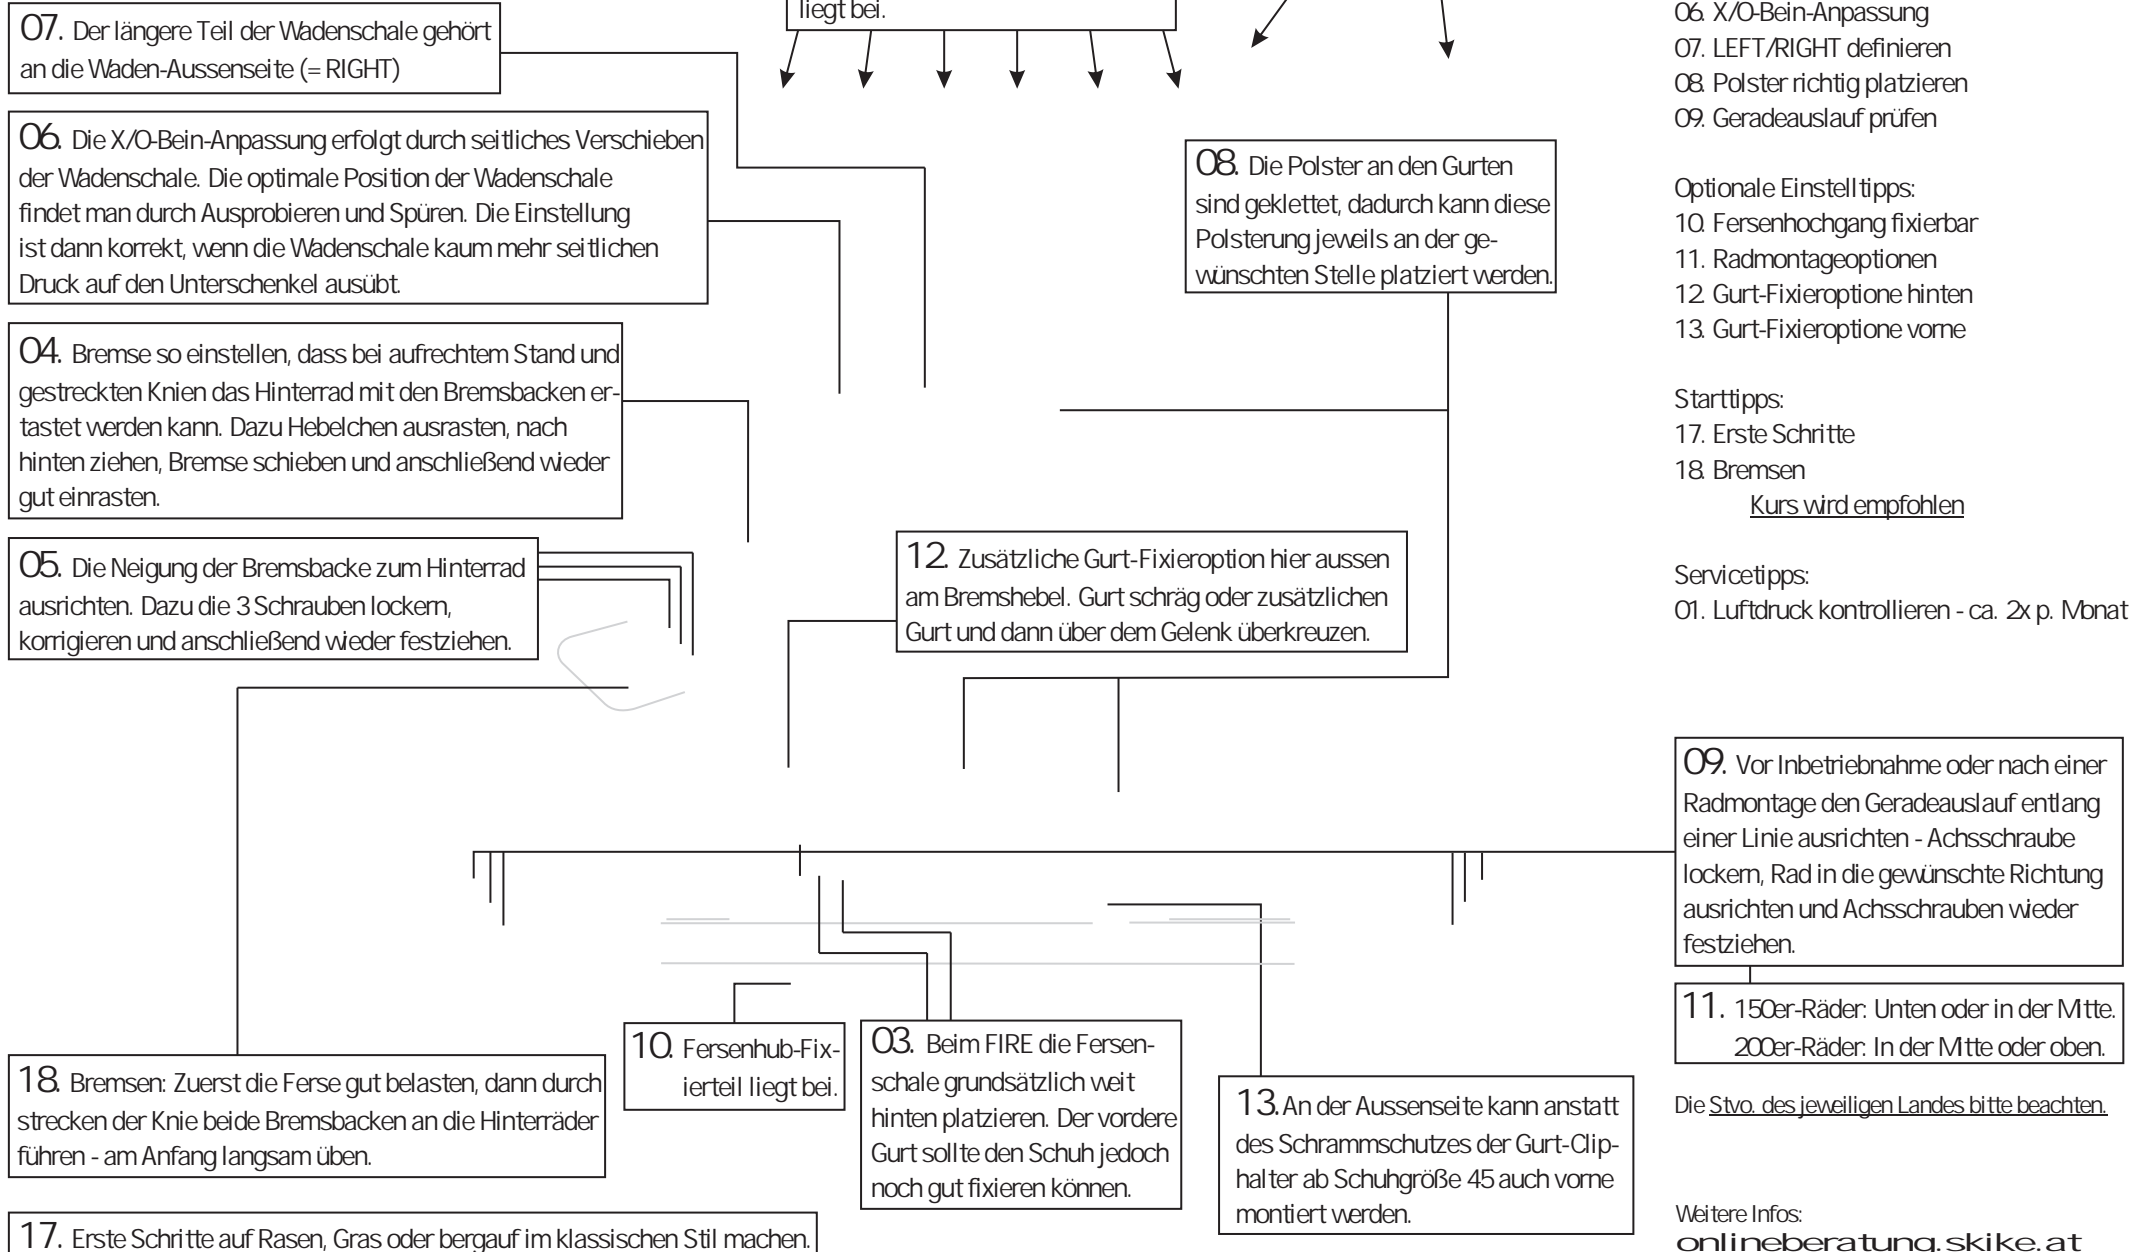 liegt bei.
07. Der längere Teil der Wadenschale gehört
an die Waden-Aussenseite (= RIGHT)
06. Die X/O-Bein-Anpassung erfolgt durch seitliches Verschieben
der Wadenschale. Die optimale Position der Wadenschale
findet man durch Ausprobieren und Spüren. Die Einstellung
ist dann korrekt, wenn die Wadenschale kaum mehr seitlichen
Druck auf den Unterschenkel ausübt.
08. Die Polster an den Gurten
sind geklettet, dadurch kann diese
Polsterung jeweils an der ge-
wünschten Stelle platziert werden.
04. Bremse so einstellen, dass bei aufrechtem Stand und
gestreckten Knien das Hinterrad mit den Bremsbacken er-
tastet werden kann. Dazu Hebelchen ausrasten, nach
hinten ziehen, Bremse schieben und anschließend wieder
gut einrasten.
05. Die Neigung der Bremsbacke zum Hinterrad
ausrichten. Dazu die 3 Schrauben lockern,
korrigieren und anschließend wieder festziehen.
12. Zusätzliche Gurt-Fixieroption hier aussen
am Bremshebel. Gurt schräg oder zusätzlichen
Gurt und dann über dem Gelenk überkreuzen.
10. Fersenhub-Fix-
ierteil liegt bei.
03. Beim FIRE die Fersen-
schale grundsätzlich weit
hinten platzieren. Der vordere
Gurt sollte den Schuh jedoch
noch gut fixieren können.
18. Bremsen: Zuerst die Ferse gut belasten, dann durch
strecken der Knie beide Bremsbacken an die Hinterräder
führen - am Anfang langsam üben.
13. An der Aussenseite kann anstatt
des Schrammschutzes der Gurt-Clip-
halter ab Schuhgröße 45 auch vorne
montiert werden.
17. Erste Schritte auf Rasen, Gras oder bergauf im klassischen Stil machen.
06. X/O-Bein-Anpassung
07. LEFT/RIGHT definieren
08. Polster richtig platzieren
09. Geradeauslauf prüfen
Optionale Einstelltipps:
10. Fersenhochgang fixierbar
11. Radmontageoptionen
12. Gurt-Fixieroptione hinten
13. Gurt-Fixieroptione vorne
Starttipps:
17. Erste Schritte
18. Bremsen
Kurs wird empfohlen
Servicetipps:
01. Luftdruck kontrollieren - ca. 2x p. Monat
09. Vor Inbetriebnahme oder nach einer
Radmontage den Geradeauslauf entlang
einer Linie ausrichten - Achsschraube
lockern, Rad in die gewünschte Richtung
ausrichten und Achsschrauben wieder
festziehen.
11. 150er-Räder: Unten oder in der Mitte.
200er-Räder: In der Mitte oder oben.
Die Stvo. des jeweiligen Landes bitte beachten.
Weitere Infos:
onlineberatung.skike.at